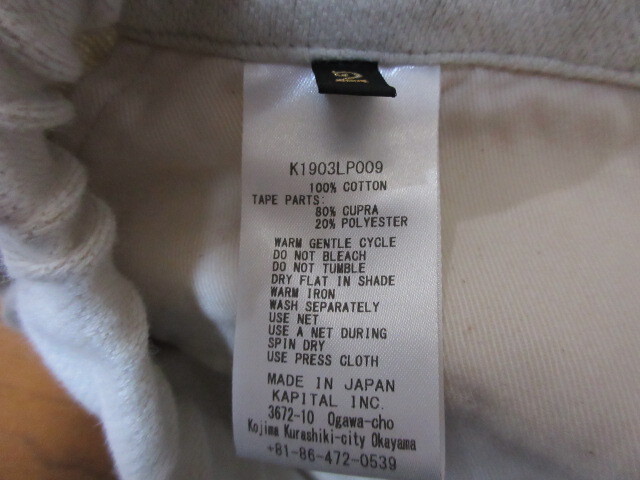 2
K1903LP009
100% COTTON
TAPE PARTS:
80% CUPRA
20% POLYESTER
WARM GENTLE CYCLE
DO NOT BLEACH
DO NOT TUMBLE
DRY FLAT IN SHADE
WARM IRON
WASH SEPARATELY
USE NET
USE A NET DURING
SPIN DRY
USE PRESS CLOTH
MADE IN JAPAN
KAPITAL INC.
3672-10 Ogawa-cho
Kojima Kurashiki-city Okayama
+81-86-472-0539